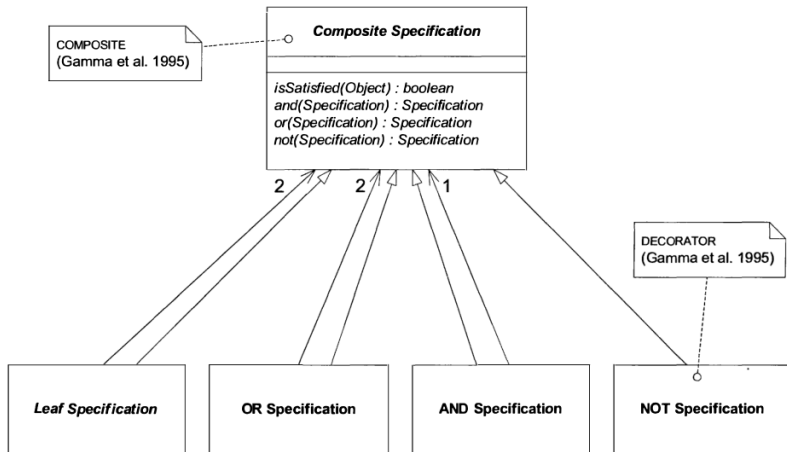 Composite Specification
COMPOSITE
(Gamma et al. 1995)
isSatisfied(Object) : boolean
and(Specification) : Specification
or(Specification) : Specification
not(Specification) : Specification
2
2
1
DECORATOR
(Gamma et al. 1995)
Leaf Specification
OR Specification
AND Specification
NOT Specification